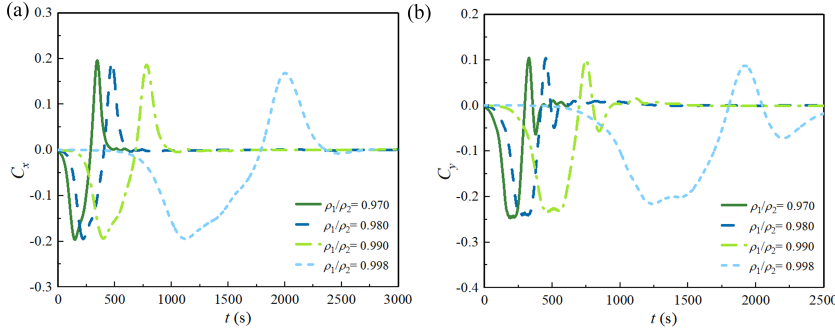 (a)
0.3
0.2
0.1
0.0
-0.1
-0.2
-0.3
C_x
0 500 1000 1500 2000 2500 3000
t (s)
ρ₁/ρ₂= 0.970
ρ₁/ρ₂= 0.980
ρ₁/ρ₂= 0.990
ρ₁/ρ₂= 0.998
(b)
0.2
0.1
0.0
-0.1
-0.2
-0.3
-0.4
C_y
0 500 1000 1500 2000 2500
t (s)
ρ₁/ρ₂= 0.970
ρ₁/ρ₂= 0.980
ρ₁/ρ₂= 0.990
ρ₁/ρ₂= 0.998